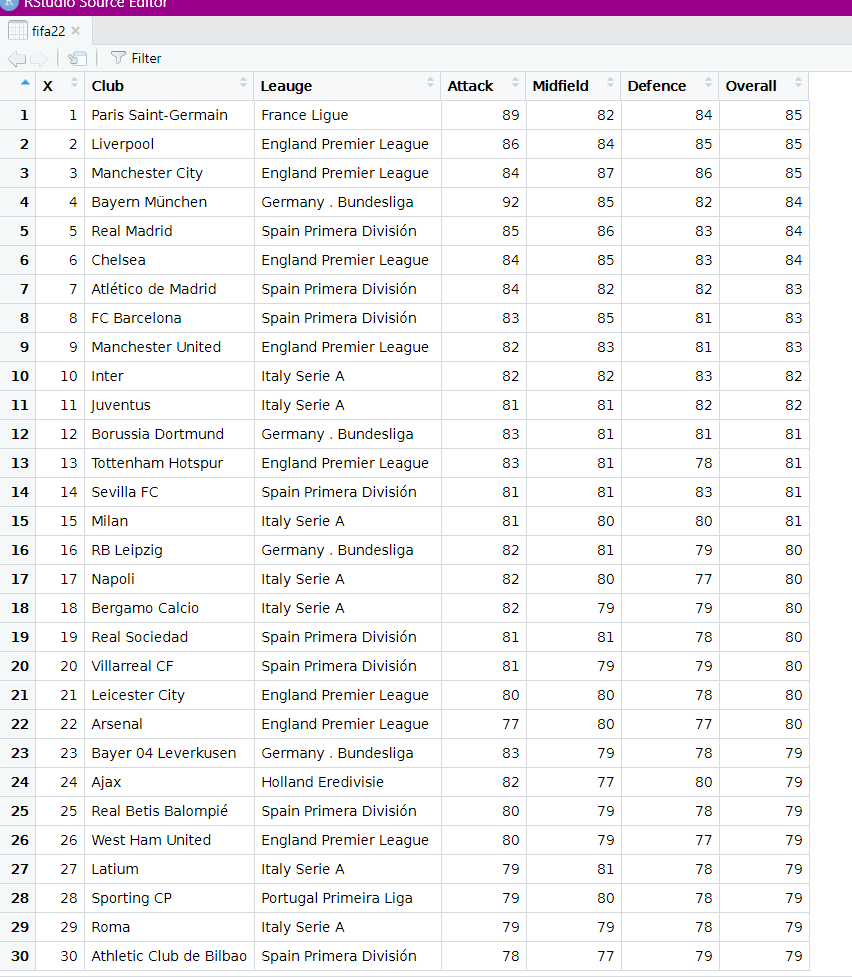 R RStudio Source Editor
fifa22
Filter
X Club Leauge Attack Midfield Defence Overall
1 1 Paris Saint-Germain France Ligue 89 82 84 85
2 2 Liverpool England Premier League 86 84 85 85
3 3 Manchester City England Premier League 84 87 86 85
4 4 Bayern München Germany . Bundesliga 92 85 82 84
5 5 Real Madrid Spain Primera División 85 86 83 84
6 6 Chelsea England Premier League 84 85 83 84
7 7 Atlético de Madrid Spain Primera División 84 82 82 83
8 8 FC Barcelona Spain Primera División 83 85 81 83
9 9 Manchester United England Premier League 82 83 81 83
10 10 Inter Italy Serie A 82 82 83 82
11 11 Juventus Italy Serie A 81 81 82 82
12 12 Borussia Dortmund Germany . Bundesliga 83 81 81 81
13 13 Tottenham Hotspur England Premier League 83 81 78 81
14 14 Sevilla FC Spain Primera División 81 81 83 81
15 15 Milan Italy Serie A 81 80 80 81
16 16 RB Leipzig Germany . Bundesliga 82 81 79 80
17 17 Napoli Italy Serie A 82 80 77 80
18 18 Bergamo Calcio Italy Serie A 82 79 79 80
19 19 Real Sociedad Spain Primera División 81 81 78 80
20 20 Villarreal CF Spain Primera División 81 79 79 80
21 21 Leicester City England Premier League 80 80 78 80
22 22 Arsenal England Premier League 77 80 77 80
23 23 Bayer 04 Leverkusen Germany . Bundesliga 83 79 78 79
24 24 Ajax Holland Eredivisie 82 77 80 79
25 25 Real Betis Balompié Spain Primera División 80 79 78 79
26 26 West Ham United England Premier League 80 79 77 79
27 27 Latium Italy Serie A 79 81 78 79
28 28 Sporting CP Portugal Primeira Liga 79 80 78 79
29 29 Roma Italy Serie A 79 79 78 79
30 30 Athletic Club de Bilbao Spain Primera División 78 77 79 79